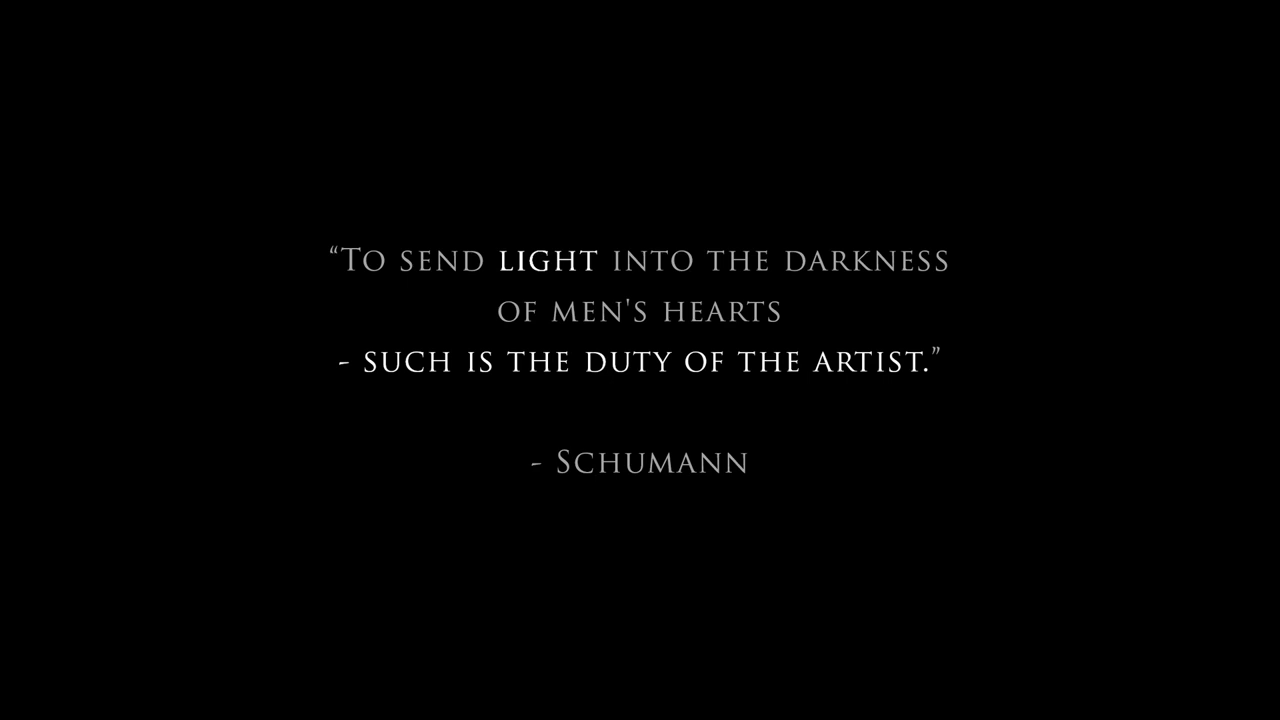 “To send light into the darkness
of men's hearts
- such is the duty of the artist.”
- Schumann